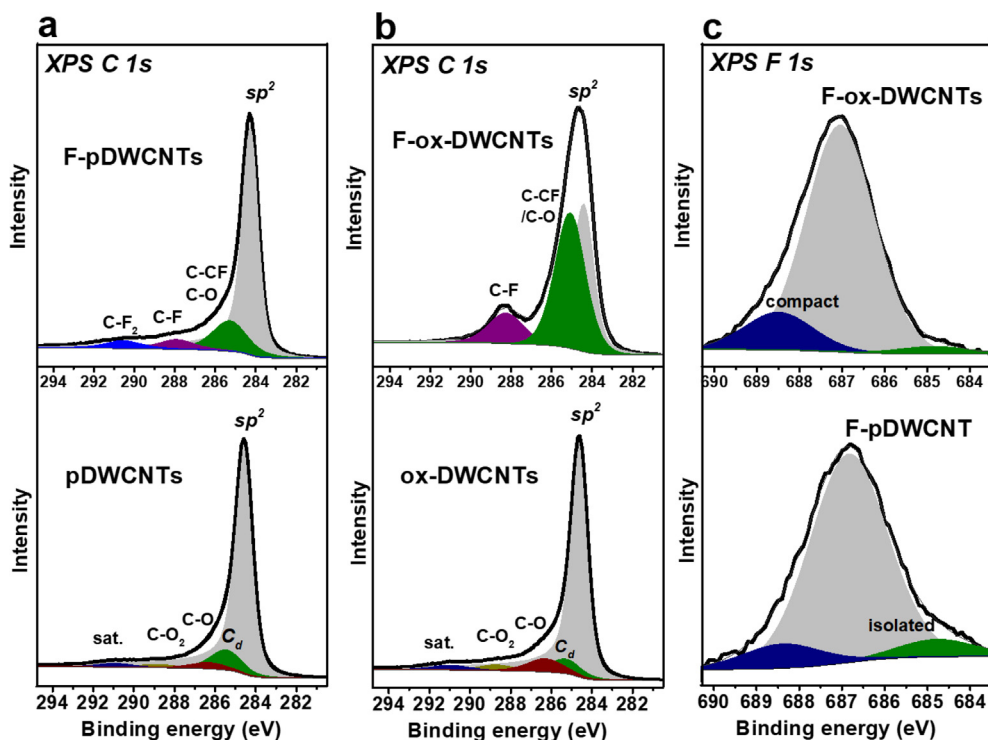 a
XPS C 1s
sp²
F-pDWCNTs
C-CF
C-O
C-F₂
C-F
Intensity
294 292 290 288 286 284 282
pDWCNTs
sp²
C-O
C-O₂
sat.
C_d
Intensity
294 292 290 288 286 284 282
Binding energy (eV)
b
XPS C 1s
sp²
F-ox-DWCNTs
C-CF
/C-O
C-F
Intensity
294 292 290 288 286 284 282
sp²
ox-DWCNTs
C-O
C-O₂
sat.
C_d
Intensity
294 292 290 288 286 284 282
Binding energy (eV)
c
XPS F 1s
F-ox-DWCNTs
compact
Intensity
690 689 688 687 686 685 684
F-pDWCNT
isolated
Intensity
690 689 688 687 686 685 684
Binding energy (eV)